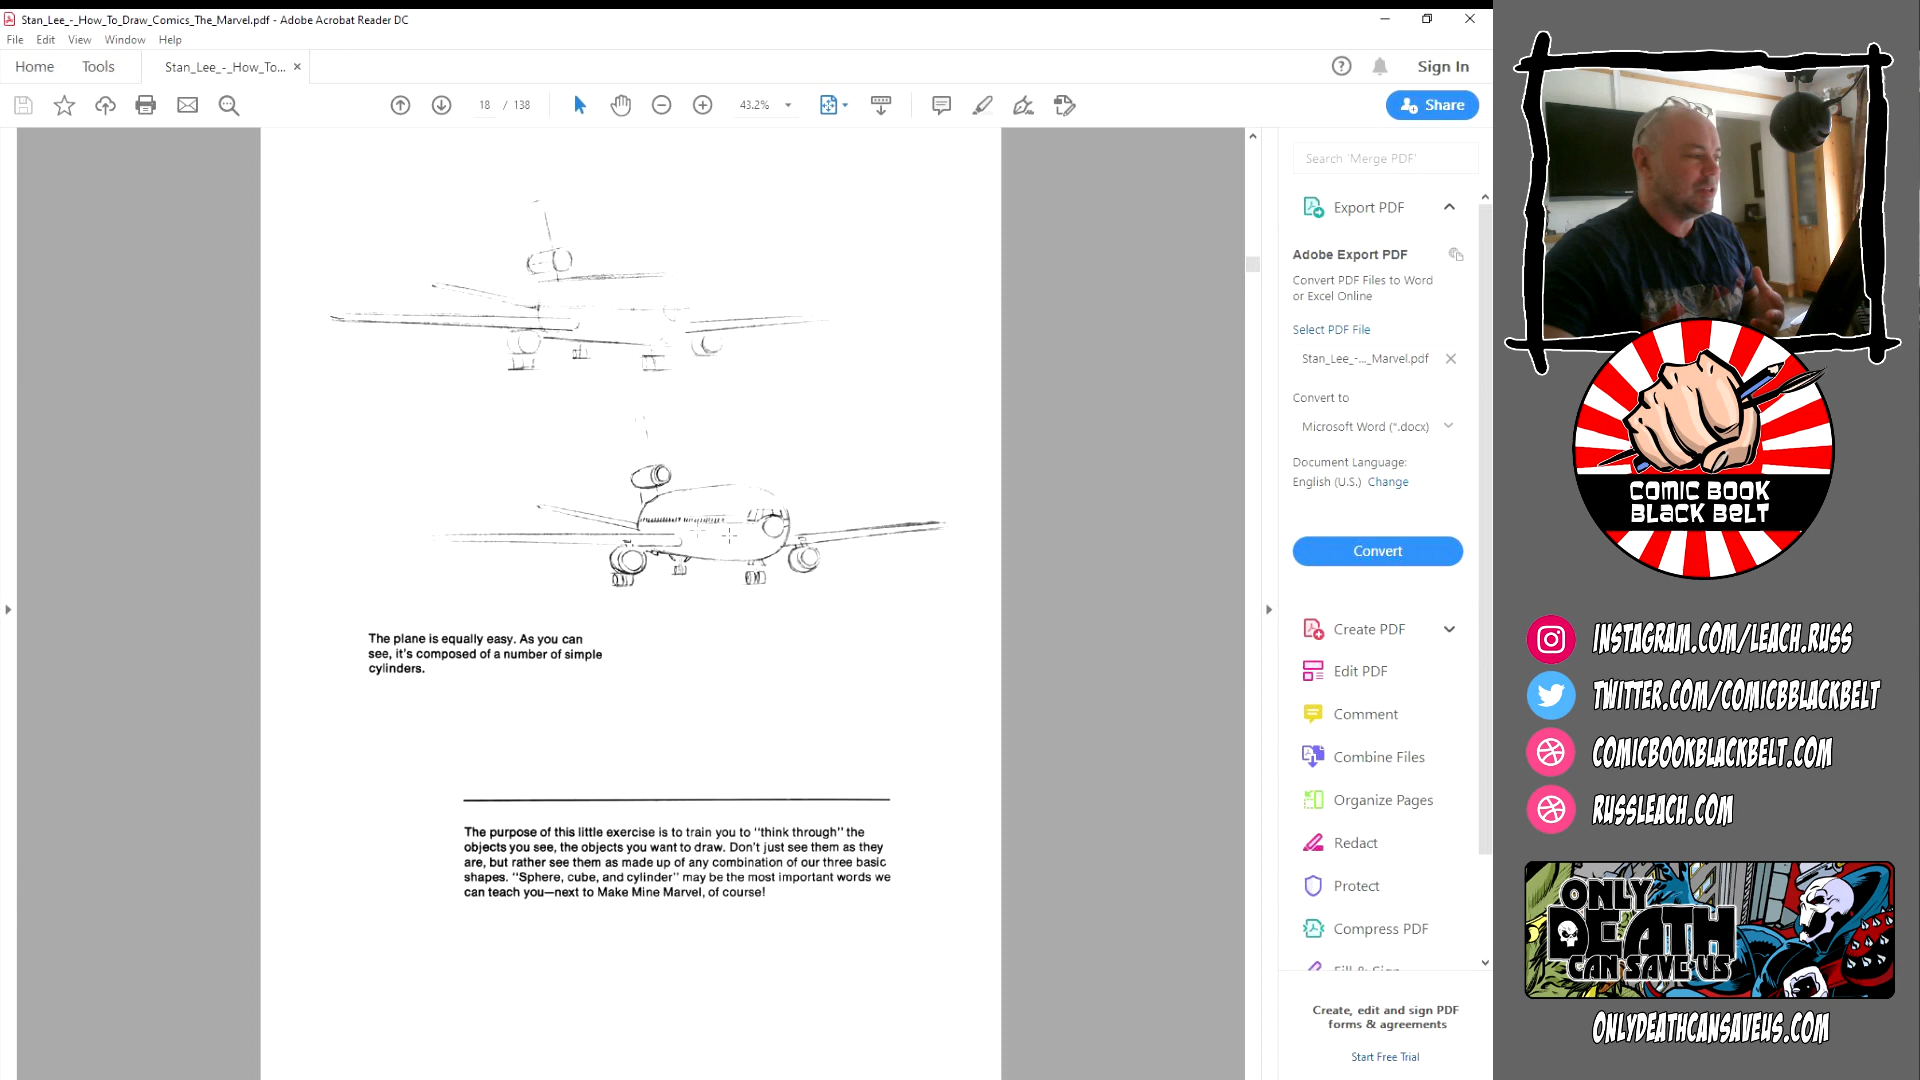 Stan_Lee_-_How_To_Draw_Comics_The_Marvel.pdf - Adobe Acrobat Reader DC
File Edit View Window Help
Home Tools Stan_Lee_-_How_To... × Sign In
18 / 138 43.2% Share
The plane is equally easy. As you can
see, it's composed of a number of simple
cylinders.
The purpose of this little exercise is to train you to "think through" the
objects you see, the objects you want to draw. Don't just see them as they
are, but rather see them as made up of any combination of our three basic
shapes. "Sphere, cube, and cylinder" may be the most important words we
can teach you—next to Make Mine Marvel, of course!
Search 'Merge PDF'
Export PDF
Adobe Export PDF
Convert PDF Files to Word
or Excel Online
Select PDF File
Stan_Lee_-..._Marvel.pdf
Convert to
Microsoft Word (*.docx)
Document Language:
English (U.S.) Change
Convert
Create PDF
Edit PDF
Comment
Combine Files
Organize Pages
Redact
Protect
Compress PDF
Fill & Sign
Create, edit and sign PDF
forms & agreements
Start Free Trial
COMIC BOOK
BLACK BELT
INSTAGRAM.COM/LEACH.RUSS
TWITTER.COM/COMICBBLACKBELT
COMICBOOKBLACKBELT.COM
RUSSLEACH.COM
ONLY
DEATH
CAN SAVE US
ONLYDEATHCANSAVEUS.COM